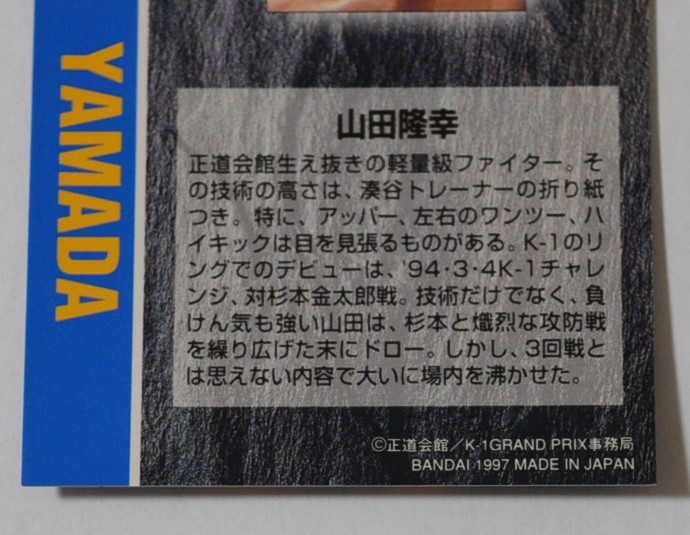 YAMADA
山田隆幸
正道会館生え抜きの軽量級ファイター。そ
の技術の高さは、湊谷トレーナーの折り紙
つき。特に、アッパー、左右のワンツー、ハ
イキックは目を見張るものがある。K-1のリ
ングでのデビューは、'94・3・4K-1チャレ
ンジ、対杉本金太郎戦。技術だけでなく、負
けん気も強い山田は、杉本と熾烈な攻防戦
を繰り広げた末にドロー。しかし、3回戦と
は思えない内容で大いに場内を沸かせた。
©正道会館／K-1GRAND PRIX事務局
BANDAI 1997 MADE IN JAPAN